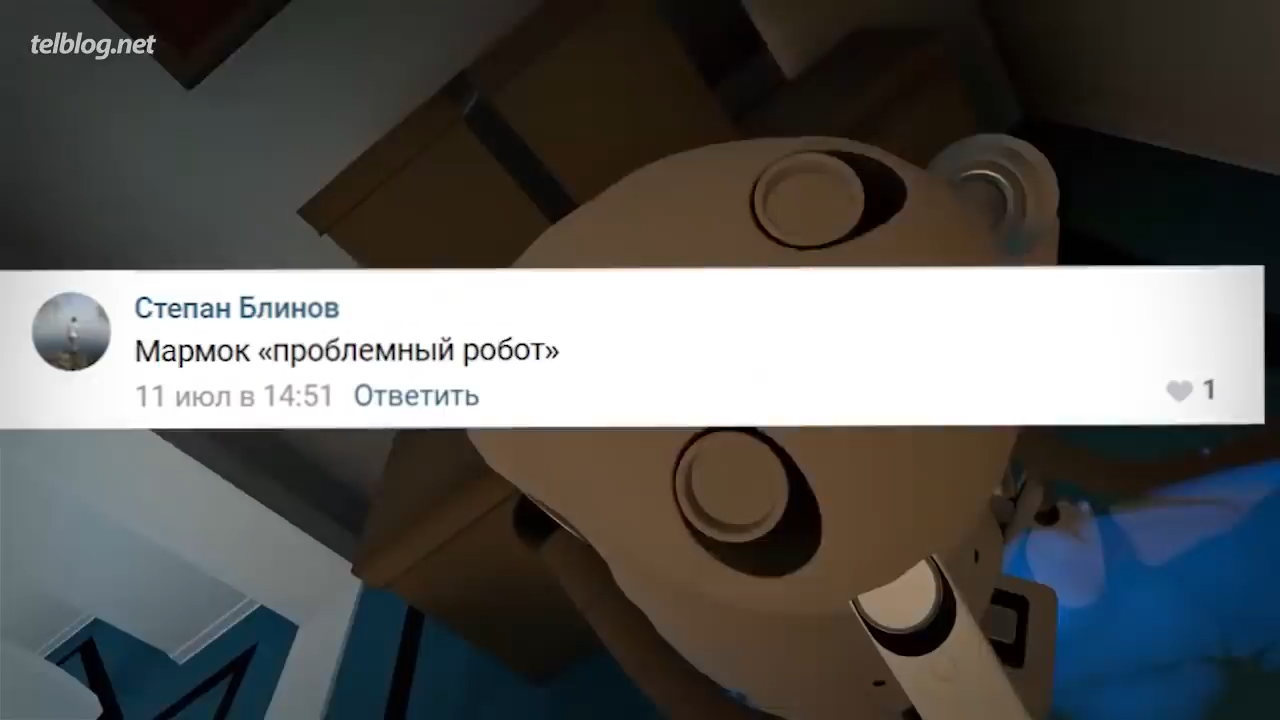 telblog.net
Степан Блинов
Мармок «проблемный робот»
11 июл в 14:51 Ответить
1